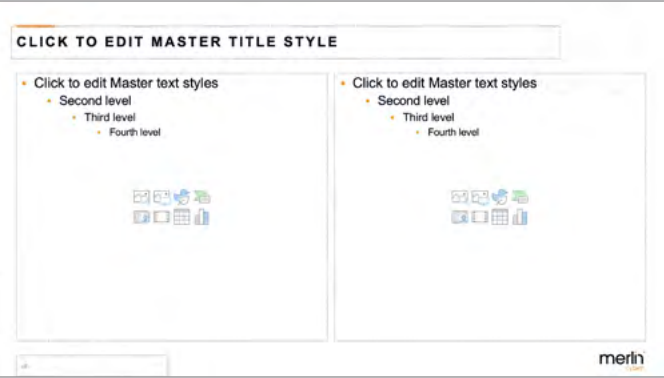 CLICK TO EDIT MASTER TITLE STYLE
• Click to edit Master text styles
• Second level
• Third level
• Fourth level
• Click to edit Master text styles
• Second level
• Third level
• Fourth level
merlin